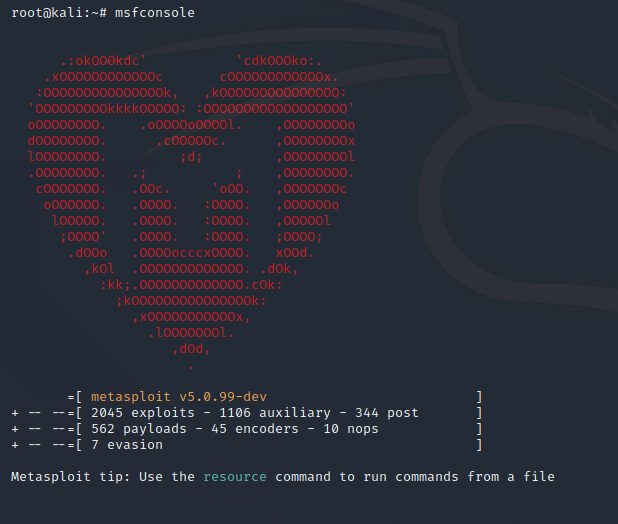 root@kali:~# msfconsole
.:okOOOkdc'           'cdkOOOko:.
.xOOOOOOOOOOOOc       cOOOOOOOOOOOOx.
:OOOOOOOOOOOOOOOk,   ,kOOOOOOOOOOOOOOO:
'OOOOOOOOOkkkkOOOOO: :OOOOOOOOOOOOOOOOOO'
oOOOOOOOO.    .oOOOOoOOOOl.    ,OOOOOOOOo
dOOOOOOOO.      .cOOOOOc.      ,OOOOOOOOx
lOOOOOOOO.         ;d;         ,OOOOOOOOl
.OOOOOOOO.   .;           ;    ,OOOOOOOO.
cOOOOOOO.   .OOc.     'oOO.   ,OOOOOOOc
oOOOOOO.   .OOOO.   :OOOO.   ,OOOOOOo
lOOOOO.   .OOOO.   :OOOO.   ,OOOOOl
;OOOO'   .OOOO.   :OOOO.   ;OOOO;
.dOOo   .OOOOocccxOOOO.   xOOd.
,kOl  .OOOOOOOOOOOOO. .dOk,
:kk;.OOOOOOOOOOOOO.cOk:
;kOOOOOOOOOOOOOOOk:
,xOOOOOOOOOOOx,
.lOOOOOOOl.
,dOd,
.
=[ metasploit v5.0.99-dev                          ]
+ -- --=[ 2045 exploits - 1106 auxiliary - 344 post       ]
+ -- --=[ 562 payloads - 45 encoders - 10 nops            ]
+ -- --=[ 7 evasion                                       ]
Metasploit tip: Use the resource command to run commands from a file